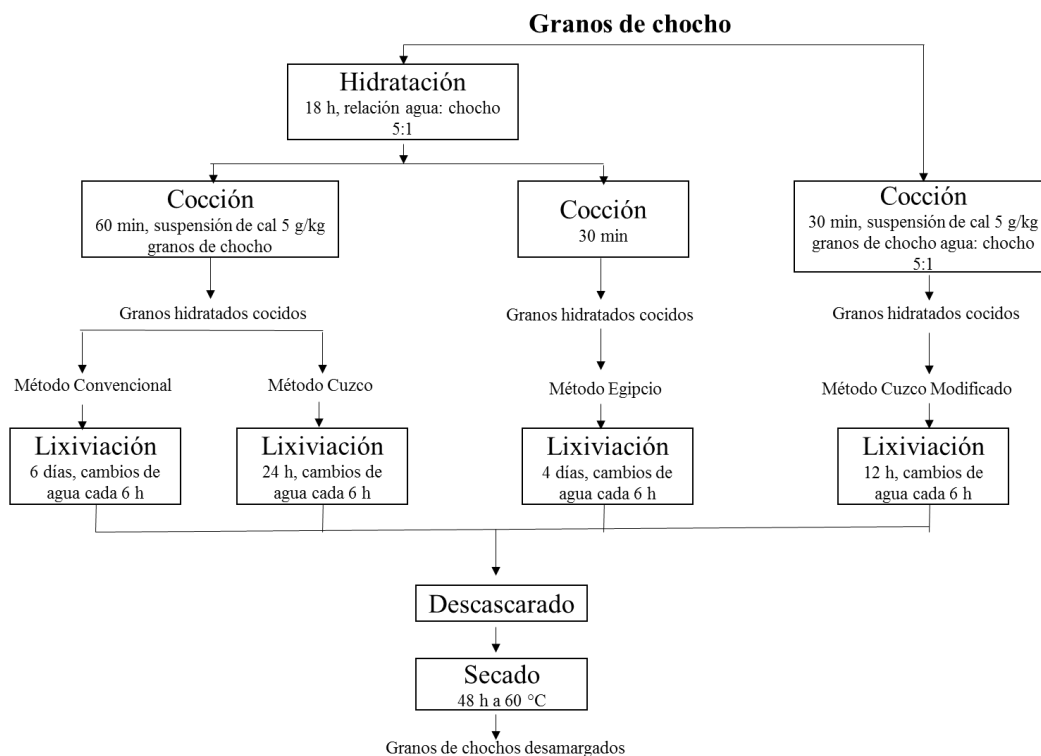 Granos de chocho
Hidratación
18 h, relación agua: chocho
5:1
Cocción
60 min, suspensión de cal 5 g/kg
granos de chocho
Cocción
30 min
Cocción
30 min, suspensión de cal 5 g/kg
granos de chocho agua: chocho
5:1
Granos hidratados cocidos
Granos hidratados cocidos
Granos hidratados cocidos
Método Convencional
Método Cuzco
Método Egipcio
Método Cuzco Modificado
Lixiviación
6 días, cambios de
agua cada 6 h
Lixiviación
24 h, cambios de
agua cada 6 h
Lixiviación
4 días, cambios de
agua cada 6 h
Lixiviación
12 h, cambios de
agua cada 6 h
Descascarado
Secado
48 h a 60 °C
Granos de chochos desamargados